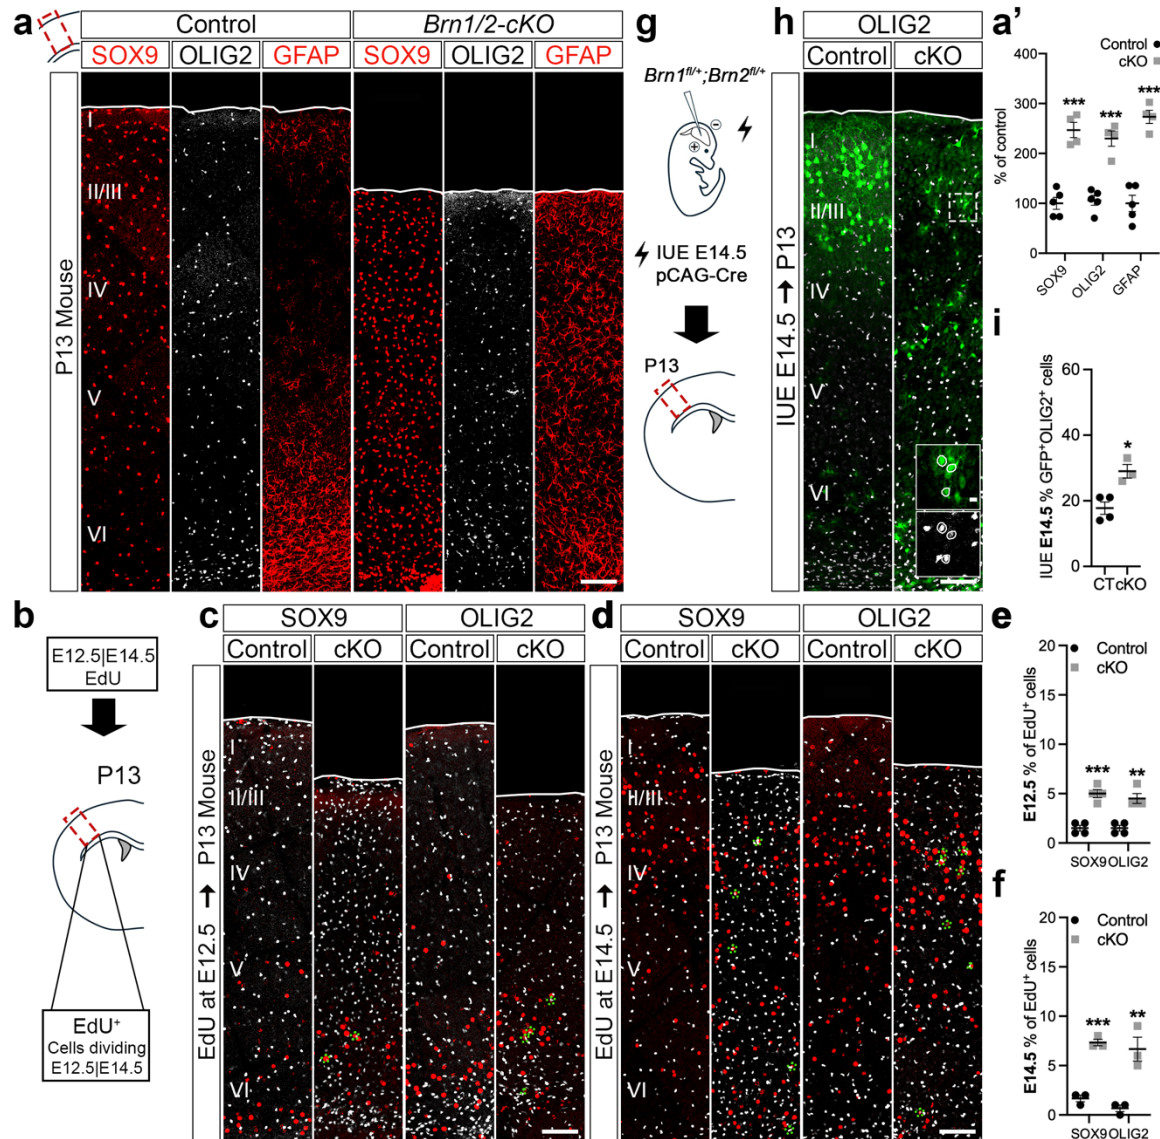 a
Control
Brn1/2-cKO
SOX9
OLIG2
GFAP
SOX9
OLIG2
GFAP
P13 Mouse
I
II/III
IV
V
VI
g
Brn1fl/+;Brn2fl/+
−
+
IUE E14.5
pCAG-Cre
P13
h
OLIG2
Control
cKO
IUE E14.5 → P13
I
II/III
IV
V
VI
a’
Control
cKO
% of control
400
300
200
100
0
***
***
***
SOX9
OLIG2
GFAP
i
IUE E14.5 % GFP+OLIG2+ cells
60
40
20
0
*
CT
cKO
b
E12.5|E14.5
EdU
P13
EdU+
Cells dividing
E12.5|E14.5
c
SOX9
OLIG2
Control
cKO
Control
cKO
EdU at E12.5 → P13 Mouse
I
II/III
IV
V
VI
d
SOX9
OLIG2
Control
cKO
Control
cKO
EdU at E14.5 → P13 Mouse
I
II/III
IV
V
VI
e
Control
cKO
E12.5 % of EdU+ cells
20
15
10
5
0
***
**
SOX9
OLIG2
f
Control
cKO
E14.5 % of EdU+ cells
20
15
10
5
0
***
**
SOX9
OLIG2